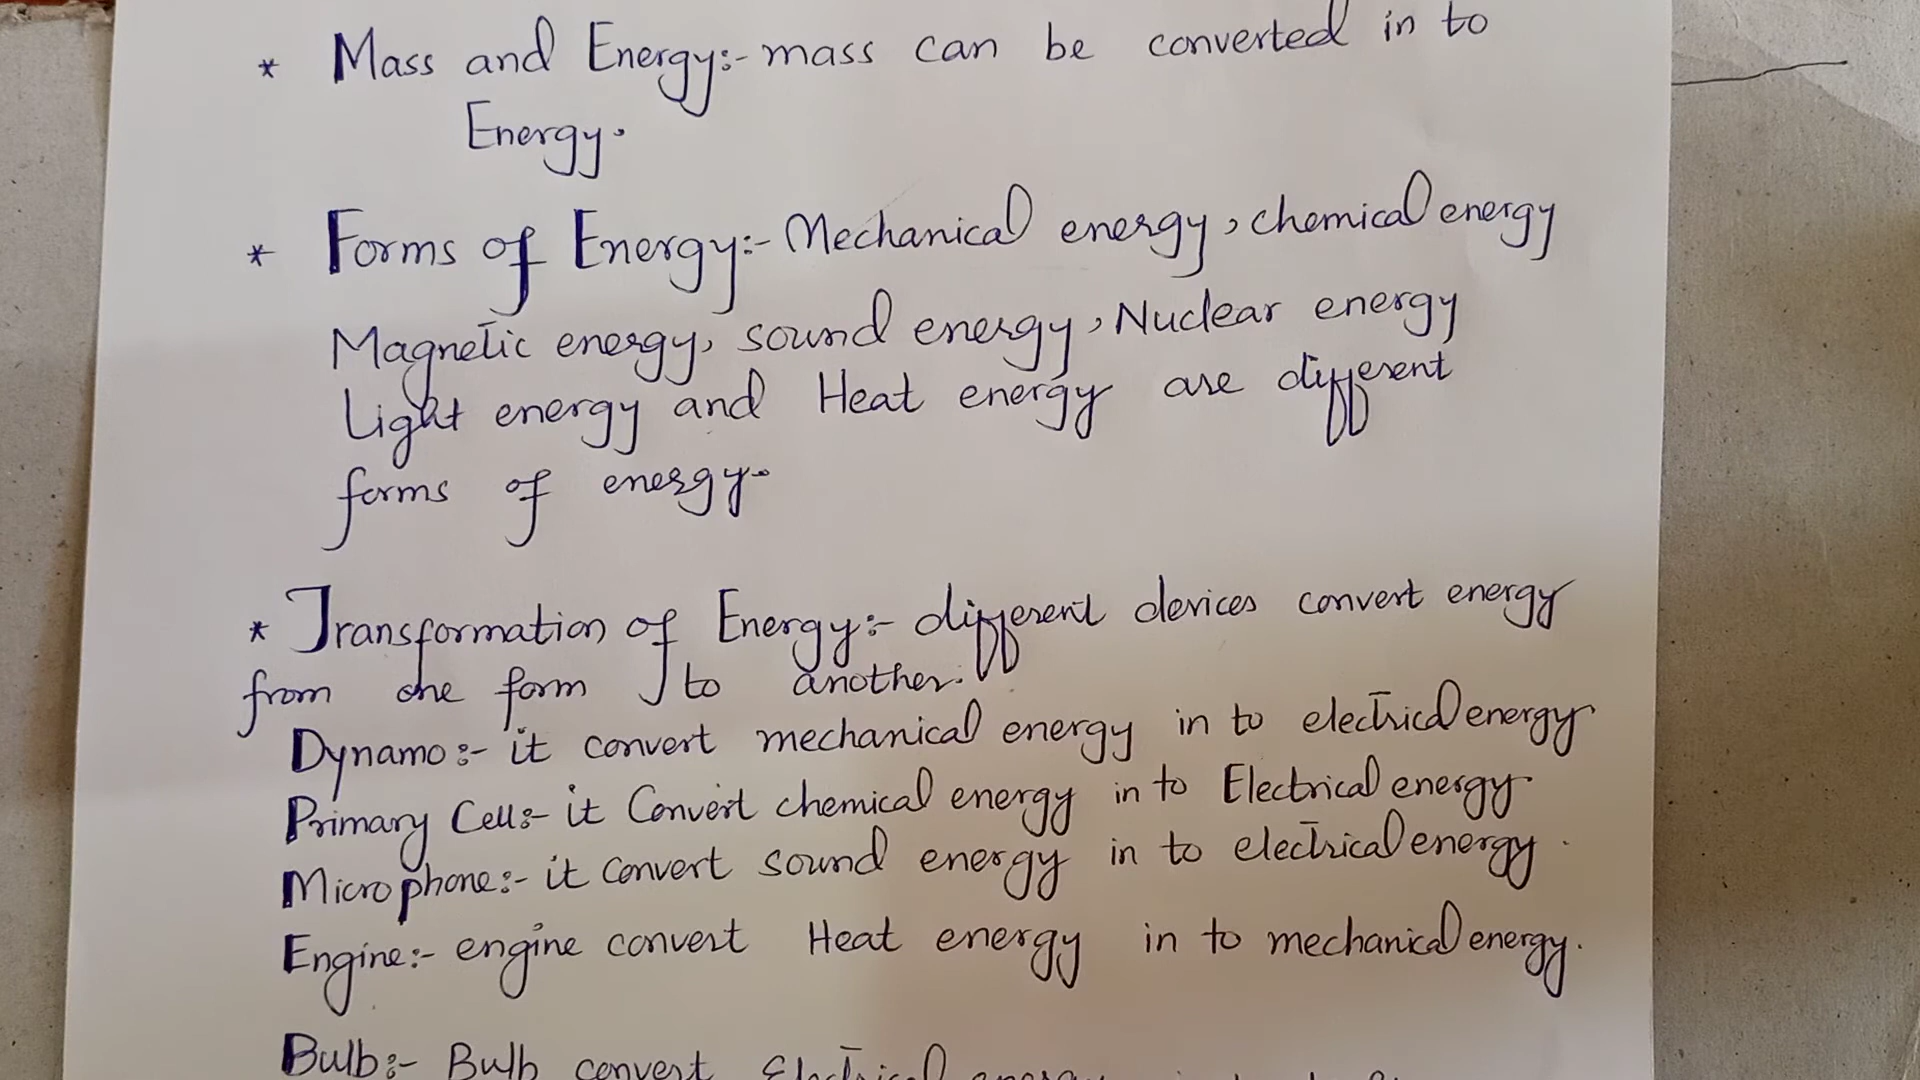 * Mass and Energy:- mass can be converted in to
Energy.
* Forms of Energy:- Mechanical energy, chemical energy
Magnetic energy, sound energy, Nuclear energy
Light energy and Heat energy are different
forms of energy.
* Transformation of Energy:- different devices convert energy
from one form to another.
Dynamo:- it convert mechanical energy in to electrical energy
Primary Cell:- it Convert chemical energy in to Electrical energy
Microphone:- it convert sound energy in to electrical energy.
Engine:- engine convert Heat energy in to mechanical energy.
Bulb:- Bulb convert Electrical energy